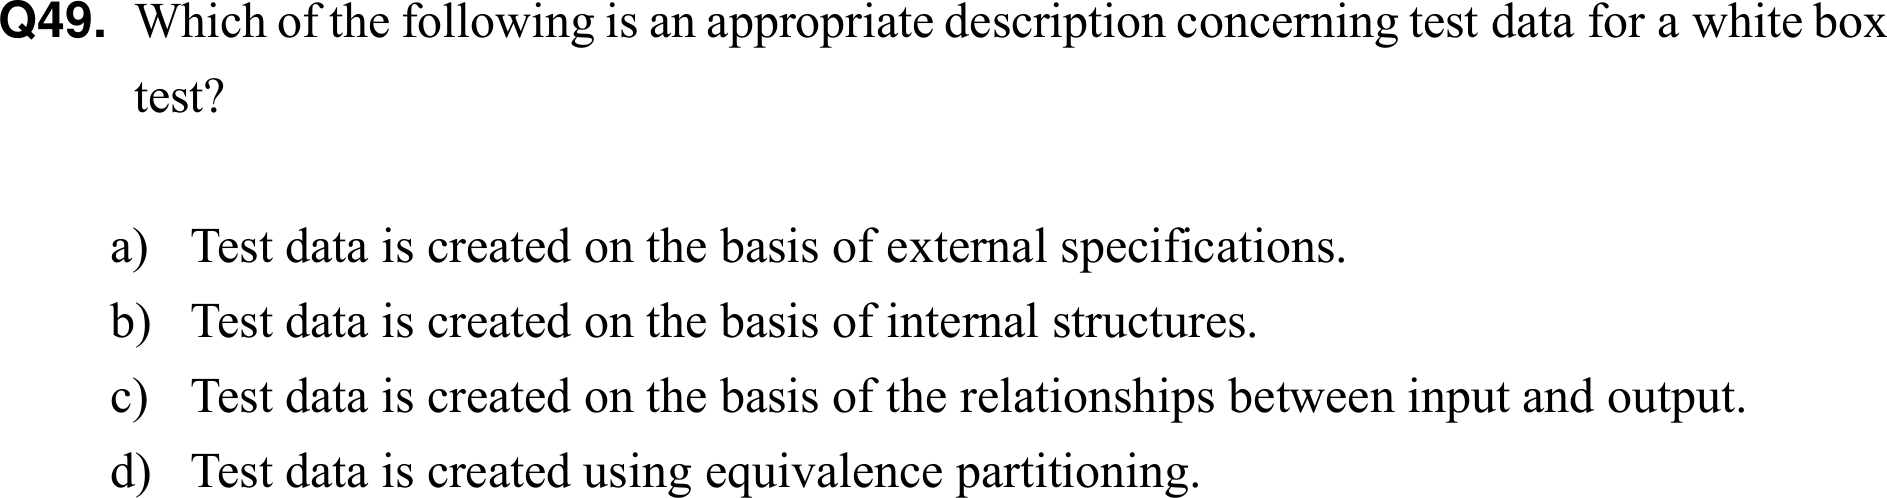 Q49. Which of the following is an appropriate description concerning test data for a white box
test?
a) Test data is created on the basis of external specifications.
b) Test data is created on the basis of internal structures.
c) Test data is created on the basis of the relationships between input and output.
d) Test data is created using equivalence partitioning.